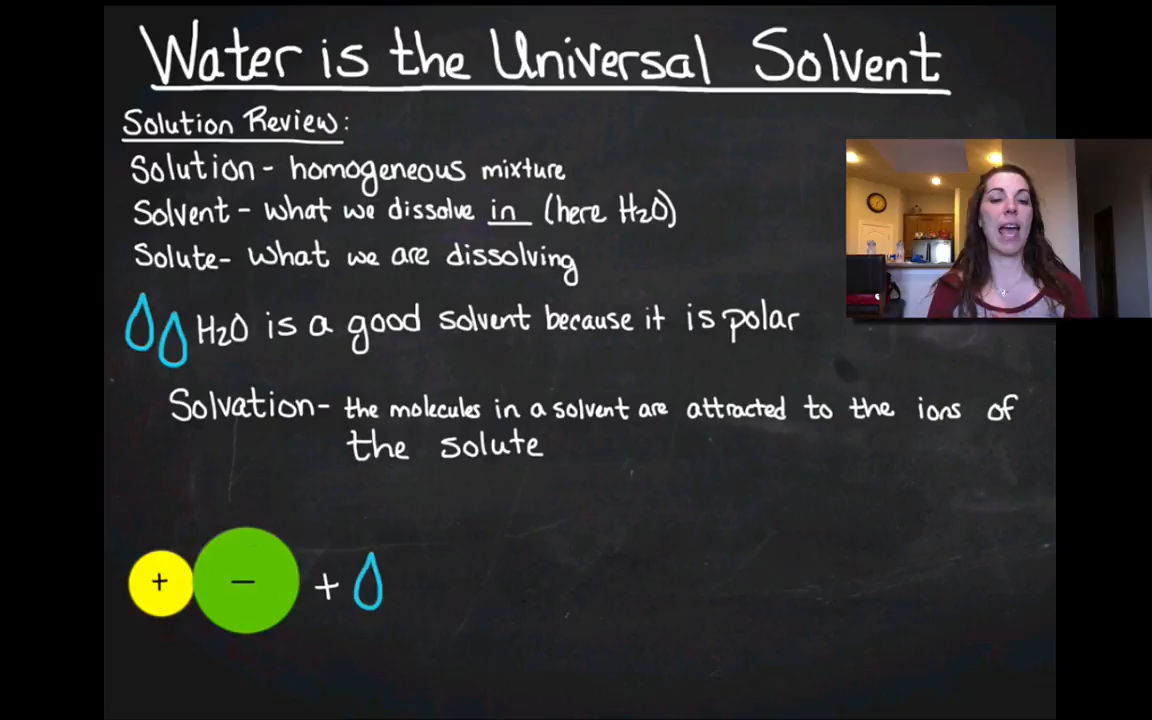 Water is the Universal Solvent
Solution Review:
Solution - homogeneous mixture
Solvent - what we dissolve in (here H2O)
Solute - what we are dissolving
H2O is a good solvent because it is polar
Solvation - the molecules in a solvent are attracted to the ions of
the solute
+ - +